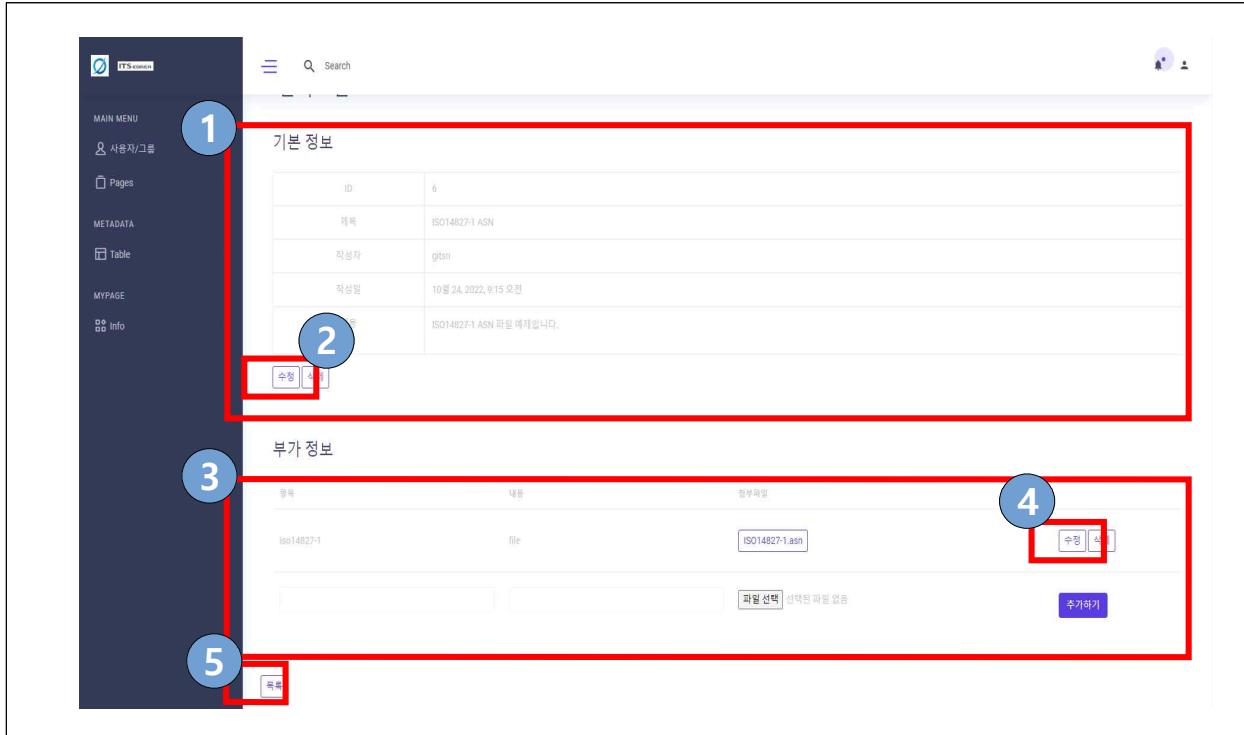 ITS KOREA
Search
MAIN MENU
사용자/그룹
Pages
METADATA
Table
MYPAGE
Info
1
기본 정보
ID 6
제목 ISO14827-1 ASN
작성자 gitsn
작성일 10월 24, 2022, 9:15 오전
ISO14827-1 ASN 파일 예제입니다.
2
수정 삭제
부가 정보
3
항목 내용 첨부파일
4
iso14827-1 file ISO14827-1.asn 수정 삭제
파일 선택 선택된 파일 없음 추가하기
5
목록